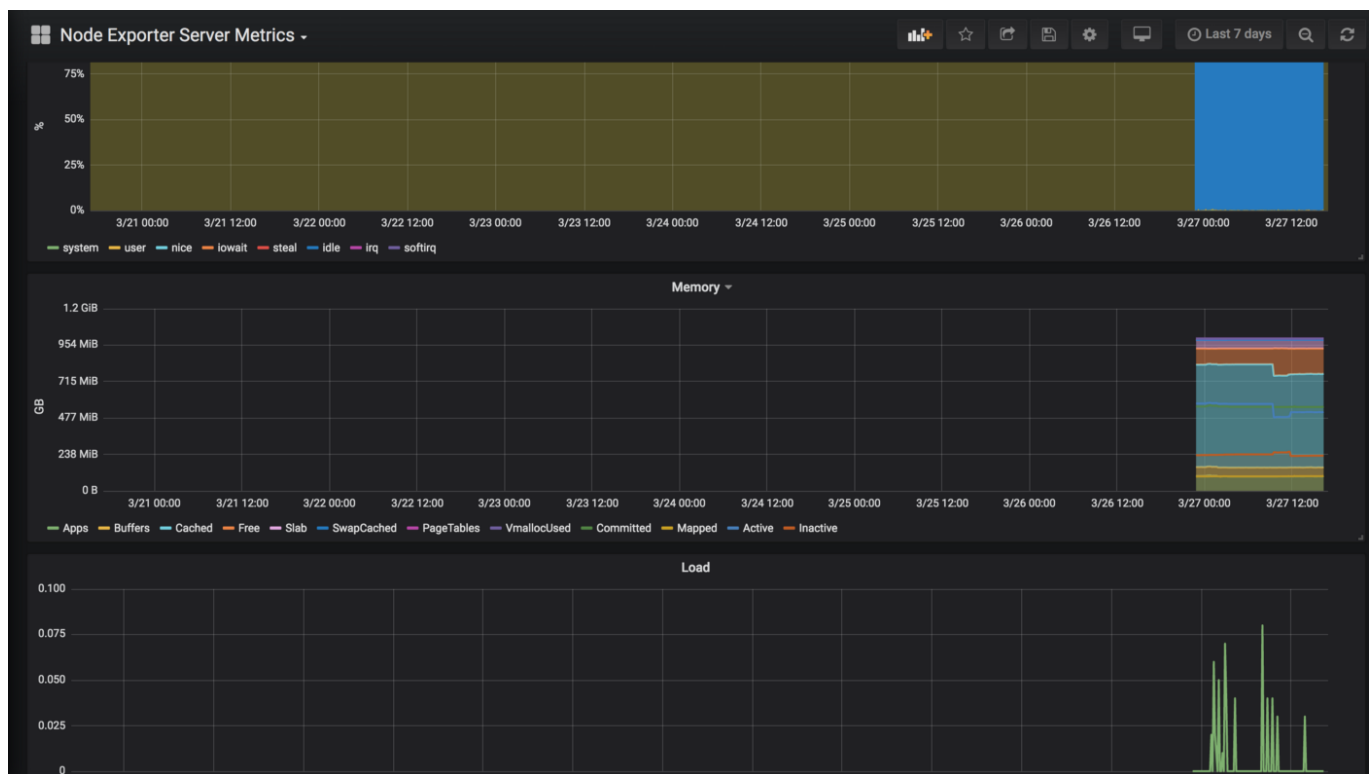 Node Exporter Server Metrics
Last 7 days
75%
50%
25%
0%
%
3/21 00:00 3/21 12:00 3/22 00:00 3/22 12:00 3/23 00:00 3/23 12:00 3/24 00:00 3/24 12:00 3/25 00:00 3/25 12:00 3/26 00:00 3/26 12:00 3/27 00:00 3/27 12:00
system user nice iowait steal idle irq softirq
Memory
1.2 GiB
954 MiB
715 MiB
477 MiB
238 MiB
0 B
GB
3/21 00:00 3/21 12:00 3/22 00:00 3/22 12:00 3/23 00:00 3/23 12:00 3/24 00:00 3/24 12:00 3/25 00:00 3/25 12:00 3/26 00:00 3/26 12:00 3/27 00:00 3/27 12:00
Apps Buffers Cached Free Slab SwapCached PageTables VmallocUsed Committed Mapped Active Inactive
Load
0.100
0.075
0.050
0.025
0